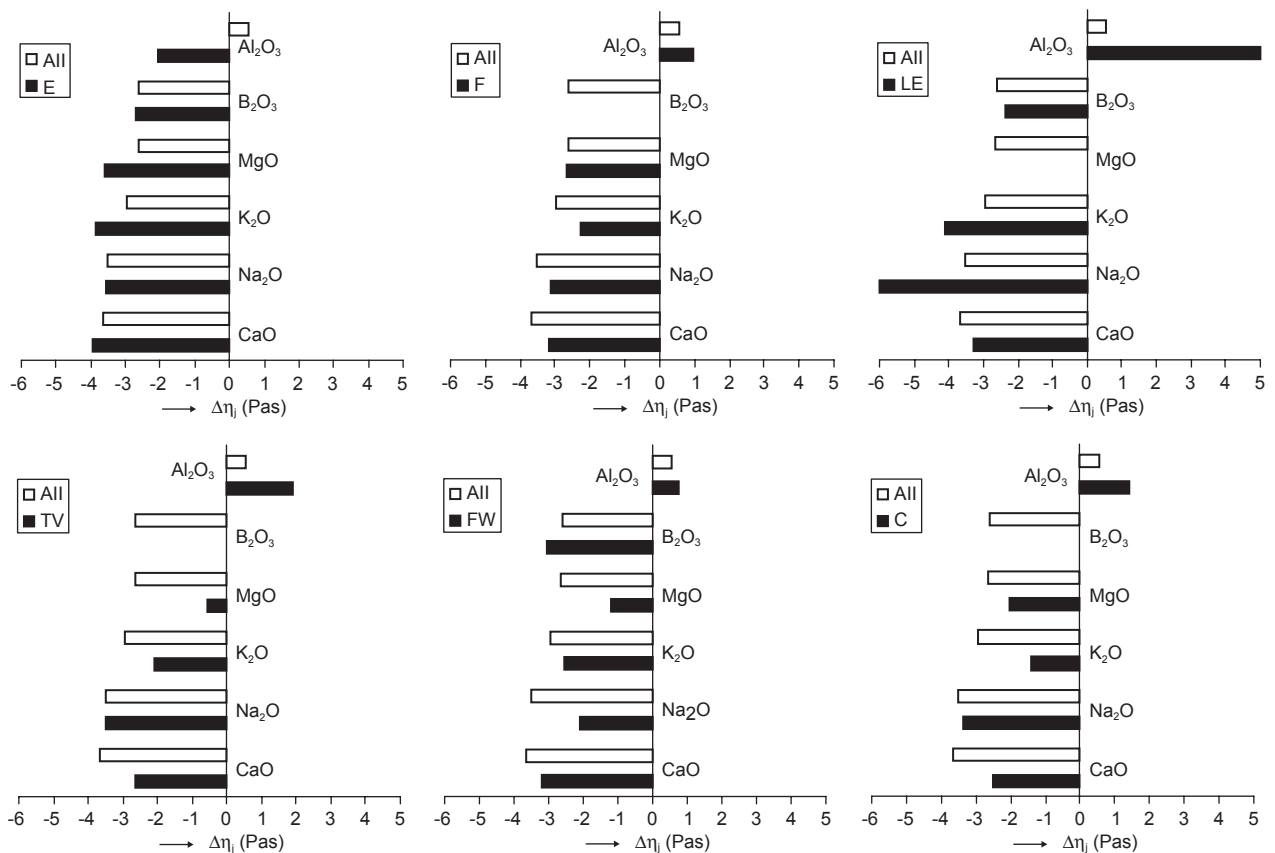 All
E
Al₂O₃
B₂O₃
MgO
K₂O
Na₂O
CaO
-6 -5 -4 -3 -2 -1 0 1 2 3 4 5
→ Δηⱼ (Pas)
All
F
Al₂O₃
B₂O₃
MgO
K₂O
Na₂O
CaO
-6 -5 -4 -3 -2 -1 0 1 2 3 4 5
→ Δηⱼ (Pas)
All
LE
Al₂O₃
B₂O₃
MgO
K₂O
Na₂O
CaO
-6 -5 -4 -3 -2 -1 0 1 2 3 4 5
→ Δηⱼ (Pas)
All
TV
Al₂O₃
B₂O₃
MgO
K₂O
Na₂O
CaO
-6 -5 -4 -3 -2 -1 0 1 2 3 4 5
→ Δηⱼ (Pas)
All
FW
Al₂O₃
B₂O₃
MgO
K₂O
Na2O
CaO
-6 -5 -4 -3 -2 -1 0 1 2 3 4 5
→ Δηⱼ (Pas)
All
C
Al₂O₃
B₂O₃
MgO
K₂O
Na₂O
CaO
-6 -5 -4 -3 -2 -1 0 1 2 3 4 5
→ Δηⱼ (Pas)